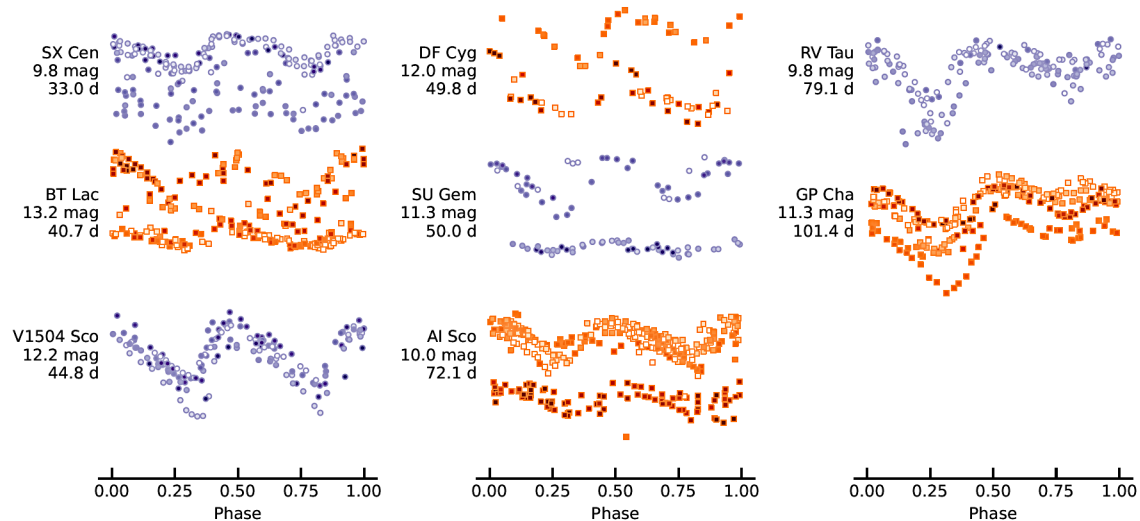 SX Cen
9.8 mag
33.0 d
DF Cyg
12.0 mag
49.8 d
RV Tau
9.8 mag
79.1 d
BT Lac
13.2 mag
40.7 d
SU Gem
11.3 mag
50.0 d
GP Cha
11.3 mag
101.4 d
V1504 Sco
12.2 mag
44.8 d
AI Sco
10.0 mag
72.1 d
0.00 0.25 0.50 0.75 1.00
Phase
0.00 0.25 0.50 0.75 1.00
Phase
0.00 0.25 0.50 0.75 1.00
Phase